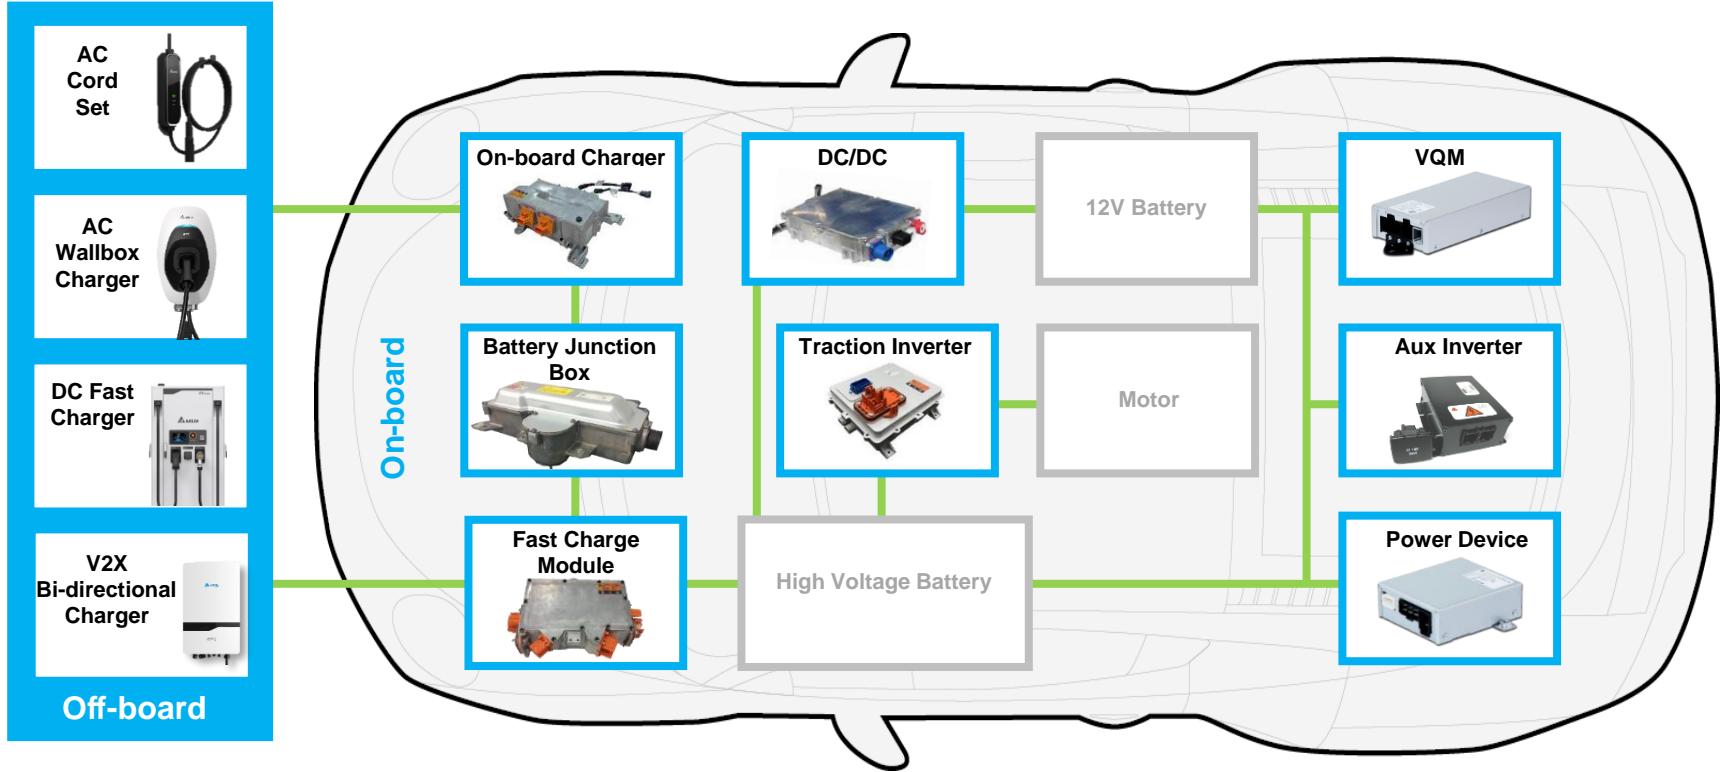 AC
Cord
Set
AC
Wallbox
Charger
DC Fast
Charger
V2X
Bi-directional
Charger
Off-board
On-board
On-board Charger
DC/DC
12V Battery
VQM
Battery Junction
Box
Traction Inverter
Motor
Aux Inverter
Fast Charge
Module
High Voltage Battery
Power Device